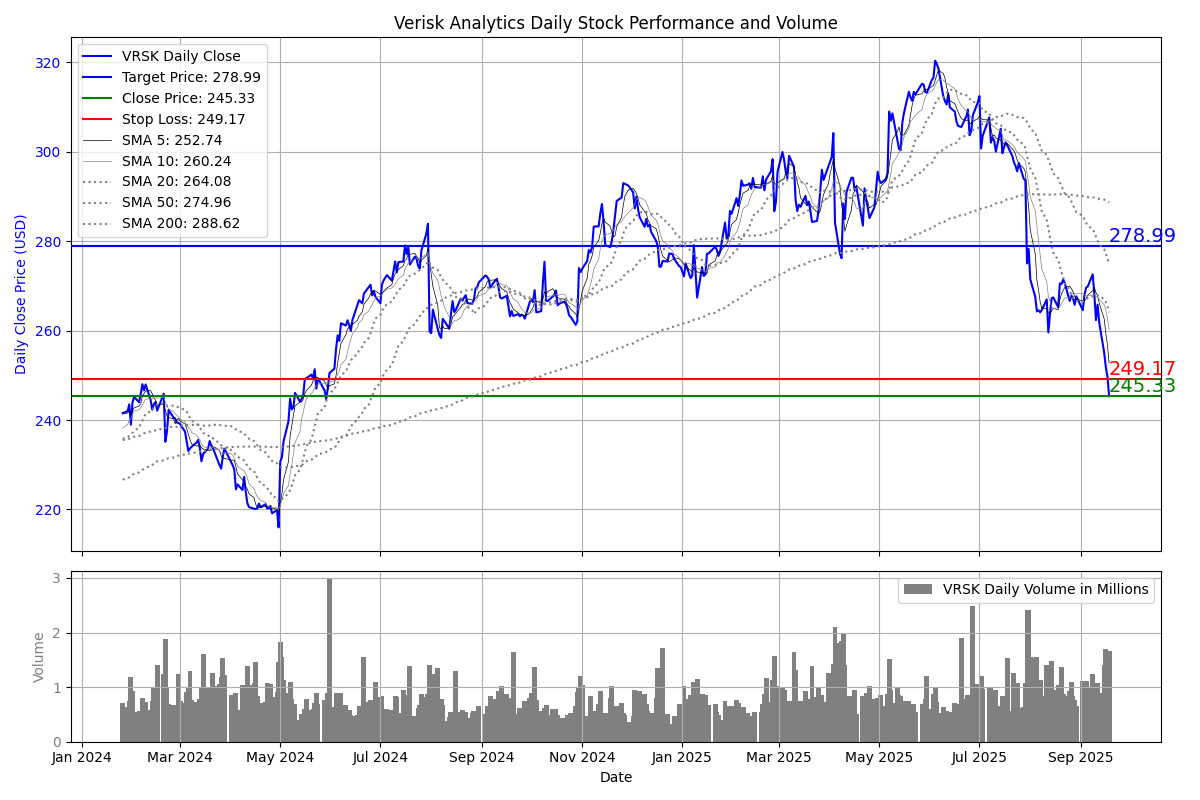 Verisk Analytics Daily Stock Performance and Volume
VRSK Daily Close
Target Price: 278.99
Close Price: 245.33
Stop Loss: 249.17
SMA 5: 252.74
SMA 10: 260.24
SMA 20: 264.08
SMA 50: 274.96
SMA 200: 288.62
320
300
280
260
240
220
Daily Close Price (USD)
278.99
249.17
245.33
VRSK Daily Volume in Millions
3
2
1
0
Volume
Jan 2024 Mar 2024 May 2024 Jul 2024 Sep 2024 Nov 2024 Jan 2025 Mar 2025 May 2025 Jul 2025 Sep 2025
Date